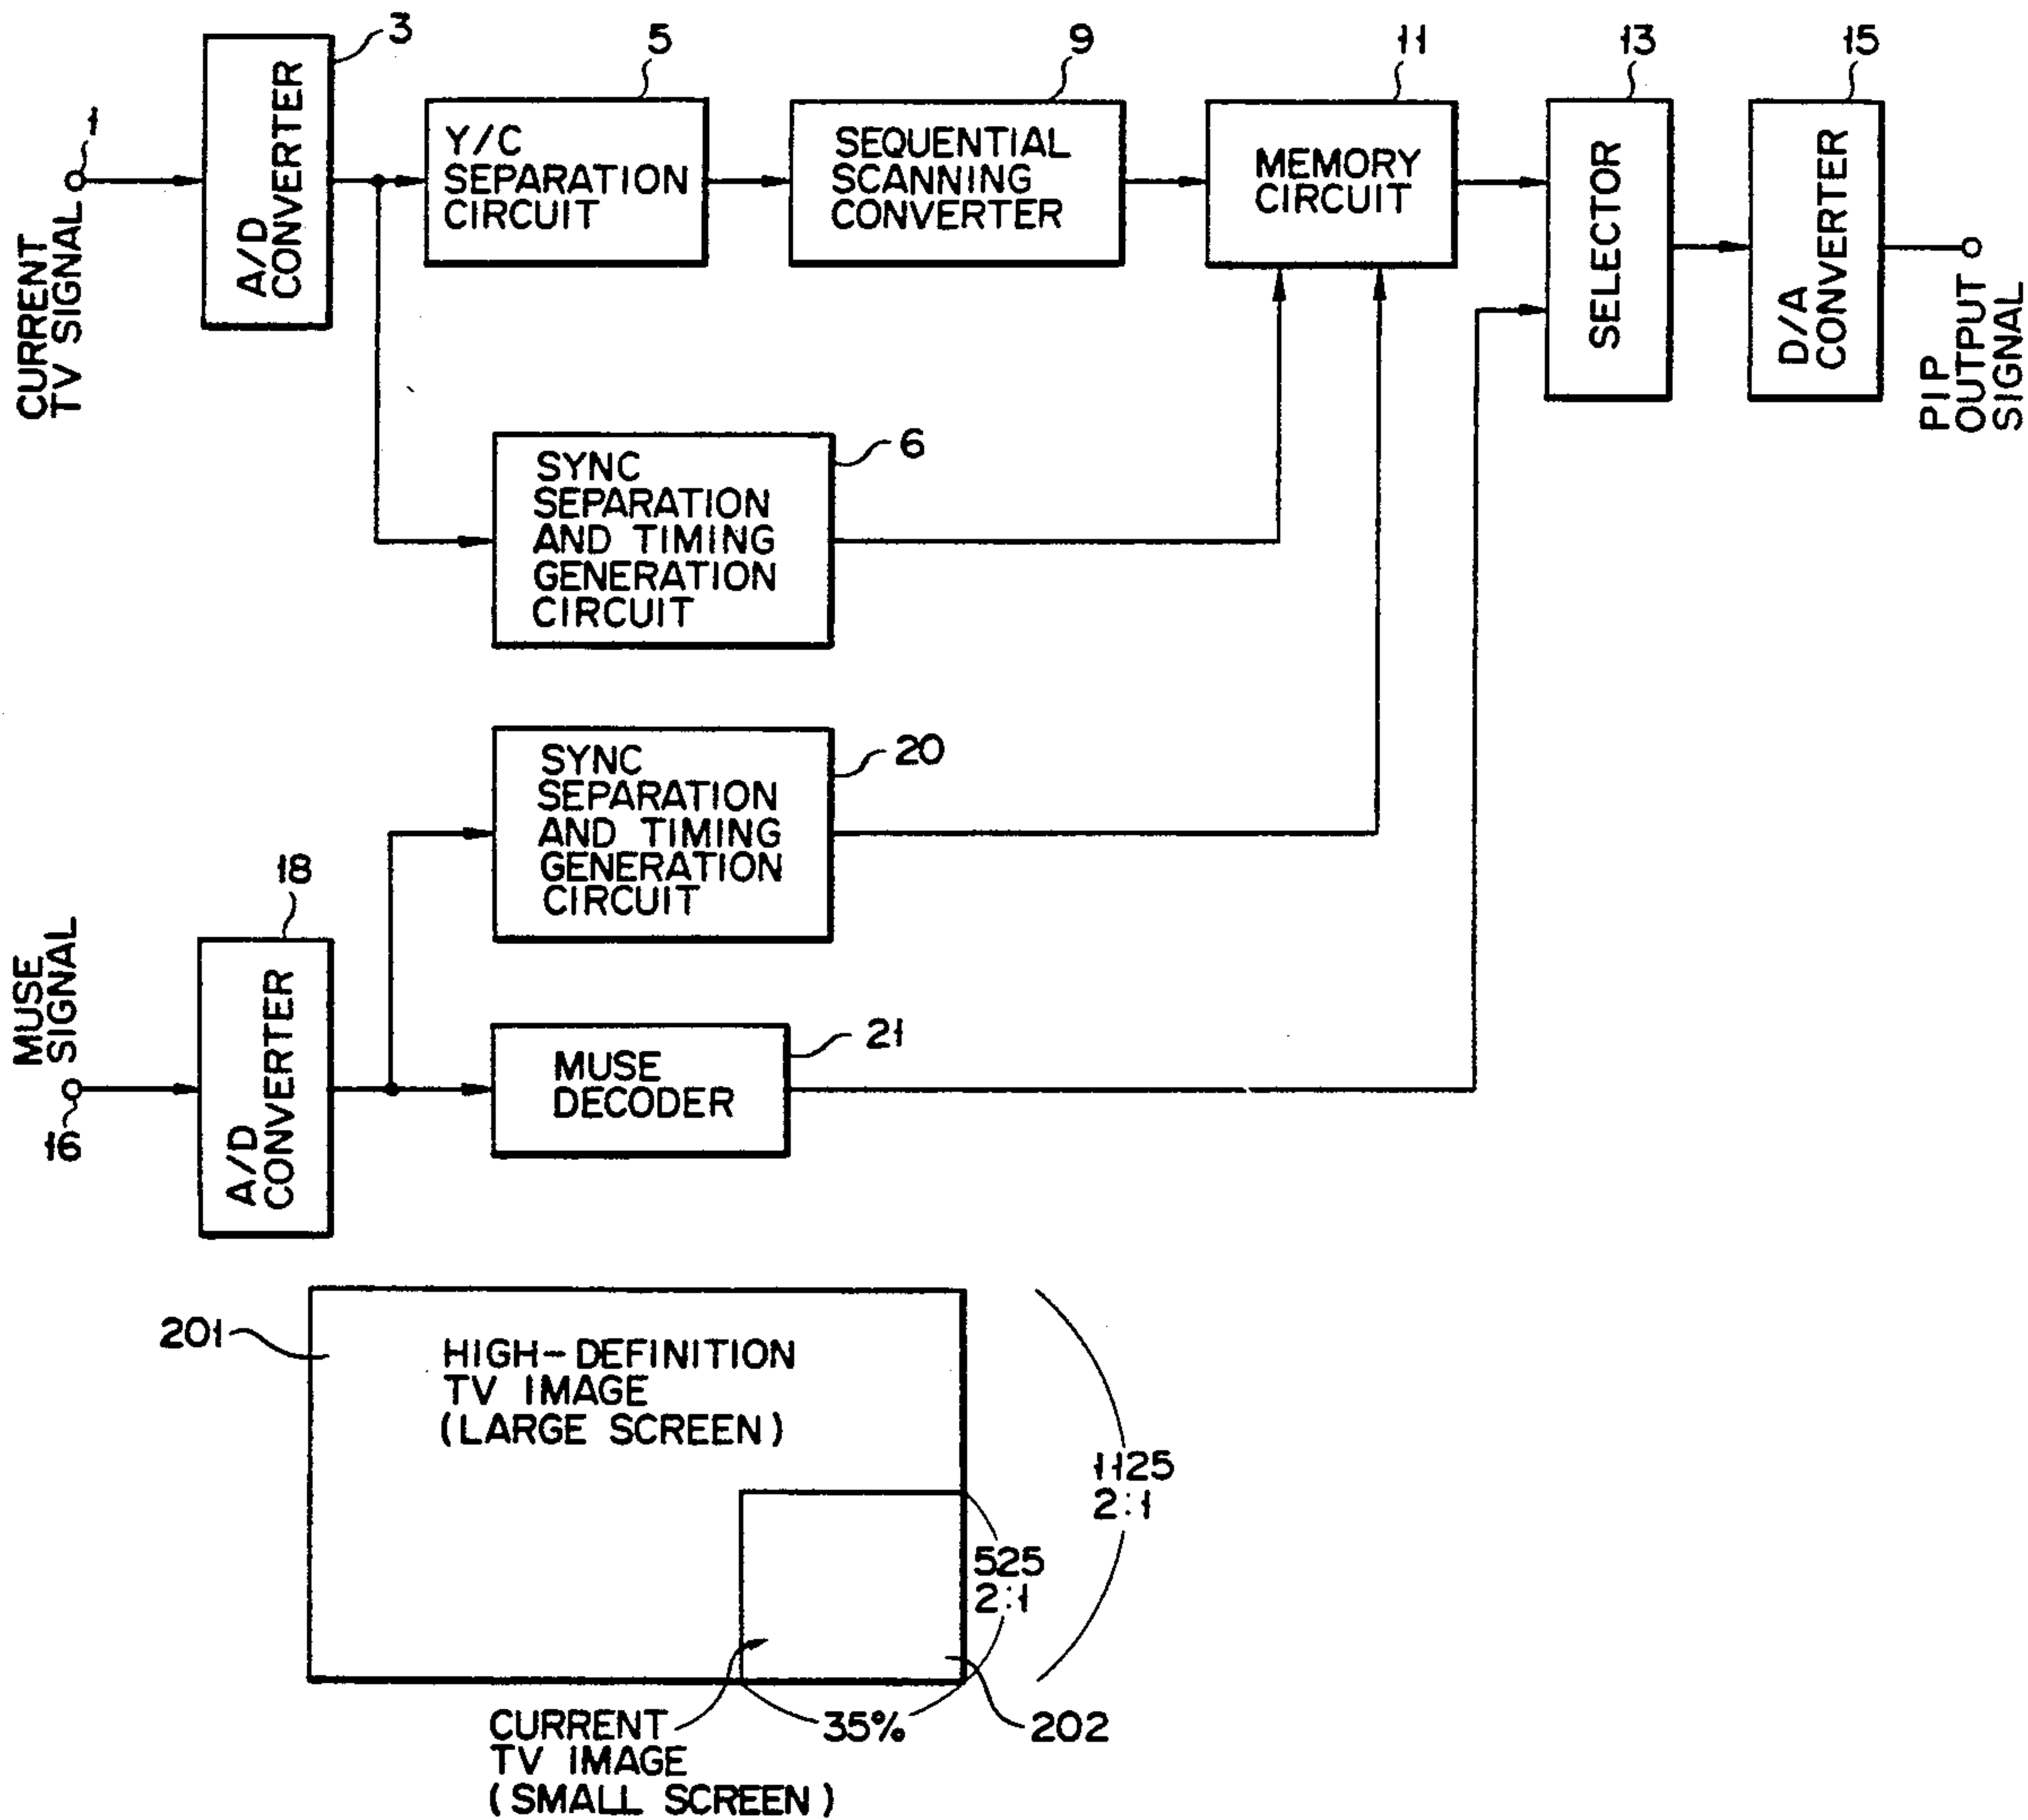 3
5
9
11
13
15
1
CURRENT
TV SIGNAL
A/D
CONVERTER
Y/C
SEPARATION
CIRCUIT
SEQUENTIAL
SCANNING
CONVERTER
MEMORY
CIRCUIT
SELECTOR
D/A
CONVERTER
PIP
OUTPUT
SIGNAL
6
SYNC
SEPARATION
AND TIMING
GENERATION
CIRCUIT
20
SYNC
SEPARATION
AND TIMING
GENERATION
CIRCUIT
18
MUSE
SIGNAL
16
A/D
CONVERTER
21
MUSE
DECODER
201
HIGH-DEFINITION
TV IMAGE
(LARGE SCREEN)
1125
2:1
525
2:1
35%
202
CURRENT
TV IMAGE
(SMALL SCREEN)